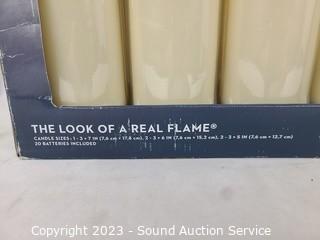 THE LOOK OF A REAL FLAME®
CANDLE SIZES: 1 - 3 × 7 IN (7,6 cm × 17,8 cm), 2 - 3 × 6 IN (7,6 cm × 15,2 cm), 2 - 3 × 5 IN (7,6 cm × 12,7 cm)
20 BATTERIES INCLUDED
Copyright 2023 - Sound Auction Service